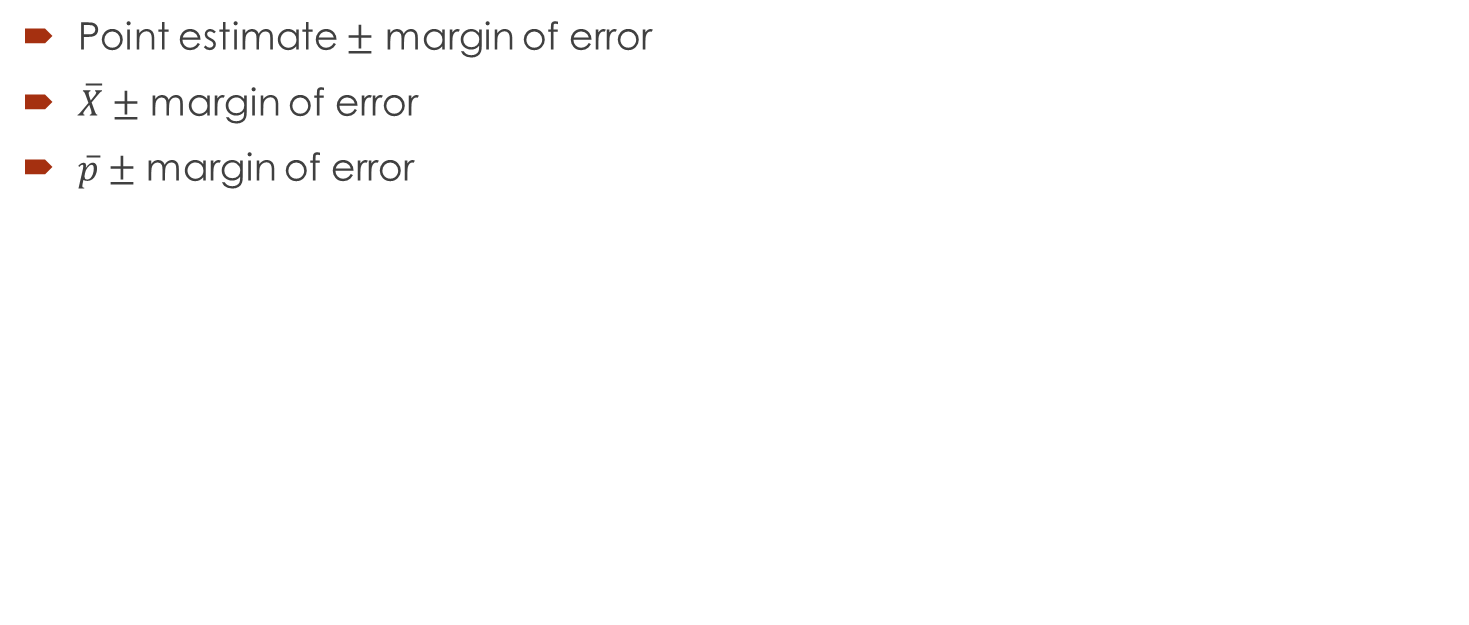 Point estimate ± margin of error
X̄ ± margin of error
p̄ ± margin of error